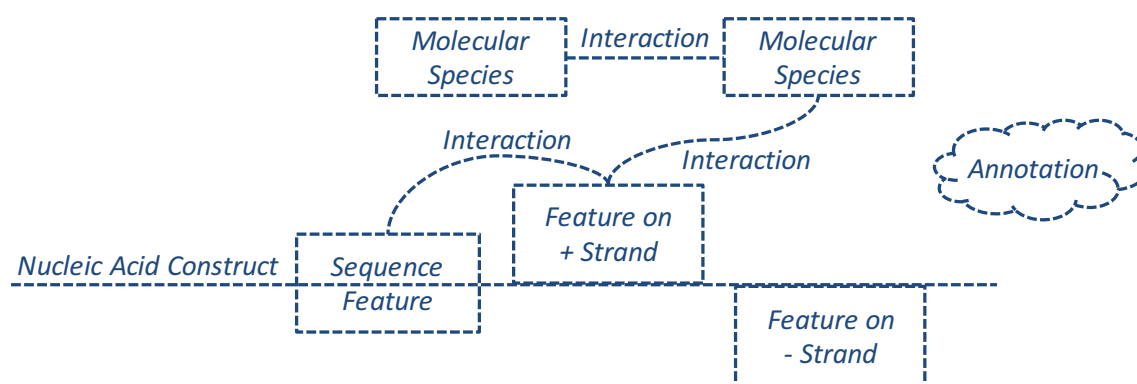 Molecular
Species
Interaction
Molecular
Species
Interaction
Interaction
Annotation
Nucleic Acid Construct
Sequence
Feature
Feature on
+ Strand
Feature on
- Strand